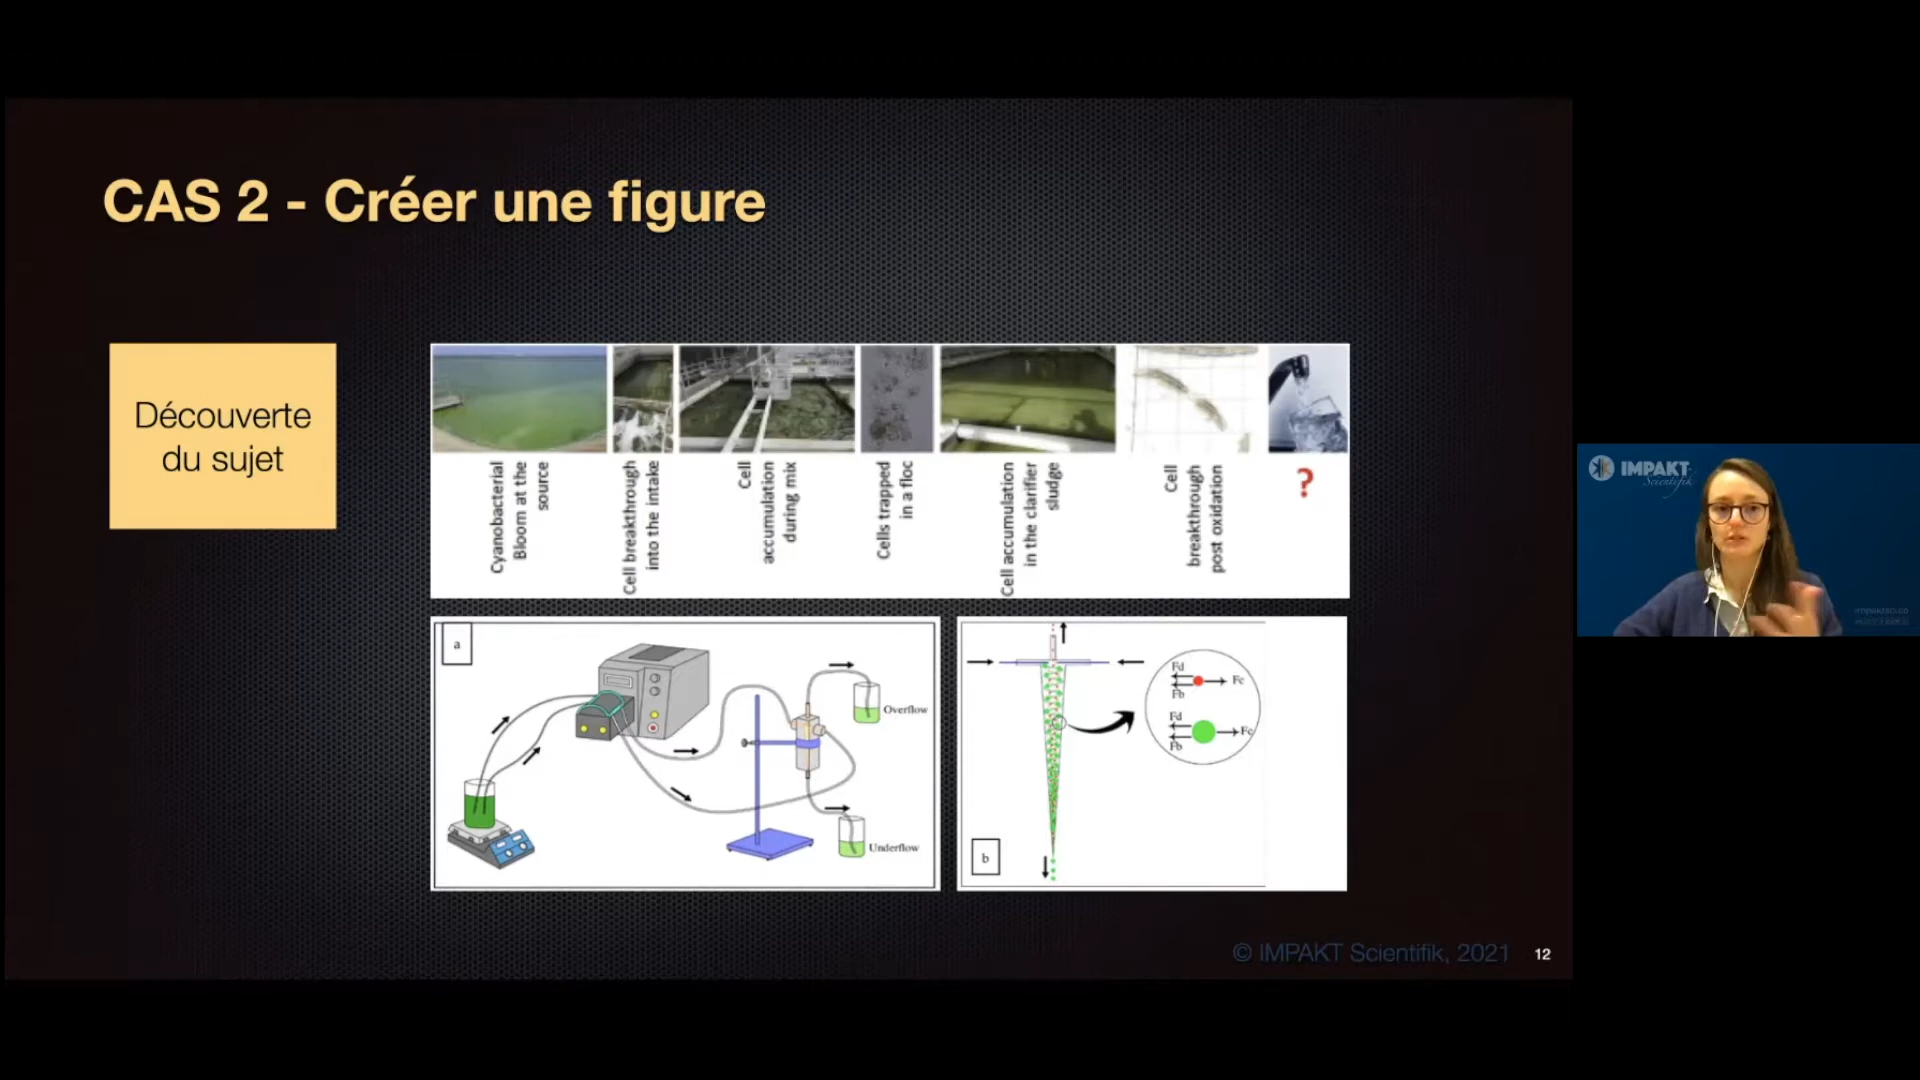 CAS 2 - Créer une figure
Découverte
du sujet
Cyanobacterial
Bloom at the
source
Cell breakthrough
into the intake
Cell
accumulation
during mix
Cells trapped
in a floc
Cell accumulation
in the clarifier
sludge
Cell
breakthrough
post oxidation
?
a
Overflow
Underflow
b
Fd
Fb
Fc
Fd
Fb
Fc
© IMPAKT Scientifik, 2021
12
IMPAKT
Scientifik